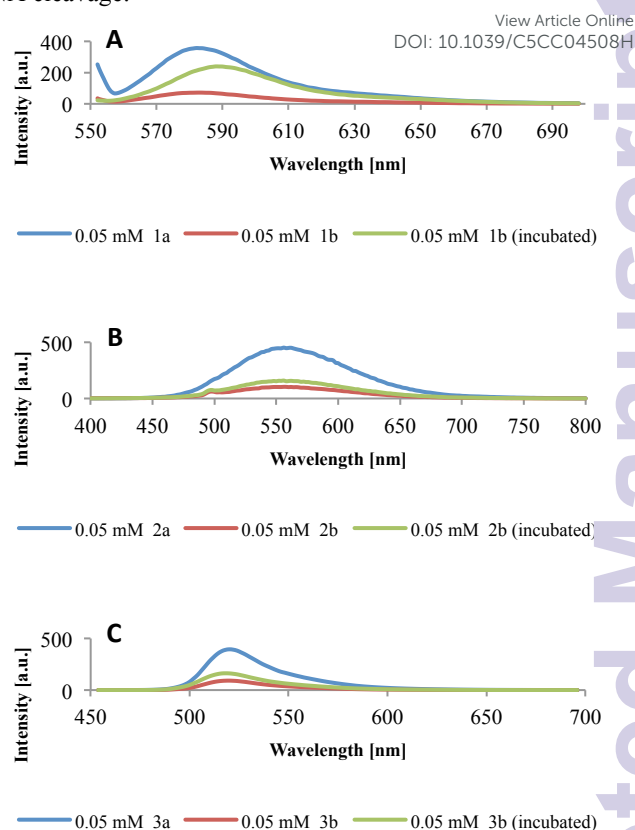 View Article Online
DOI: 10.1039/C5CC04508H
A
400
200
0
Intensity [a.u.]
550 570 590 610 630 650 670 690
Wavelength [nm]
0.05 mM 1a 0.05 mM 1b 0.05 mM 1b (incubated)
B
500
0
Intensity [a.u.]
400 450 500 550 600 650 700 750 800
Wavelength [nm]
0.05 mM 2a 0.05 mM 2b 0.05 mM 2b (incubated)
C
500
0
Intensity [a.u.]
450 500 550 600 650 700
Wavelength [nm]
0.05 mM 3a 0.05 mM 3b 0.05 mM 3b (incubated)